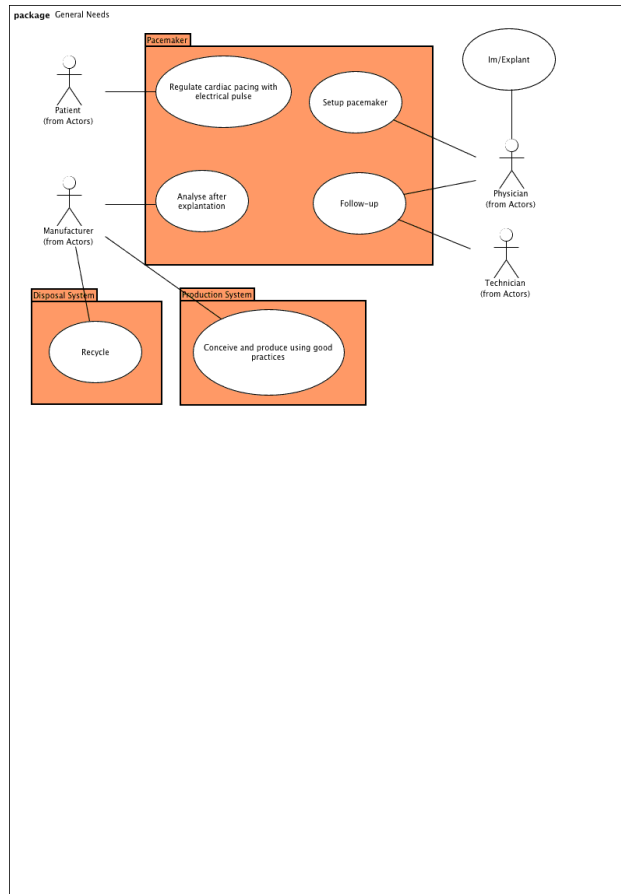 package General Needs
Pacemaker
Im/Explant
Regulate cardiac pacing with
electrical pulse
Setup pacemaker
Patient
(from Actors)
Analyse after
explantation
Follow-up
Physician
(from Actors)
Manufacturer
(from Actors)
Technician
(from Actors)
Disposal System
Production System
Recycle
Conceive and produce using good
practices